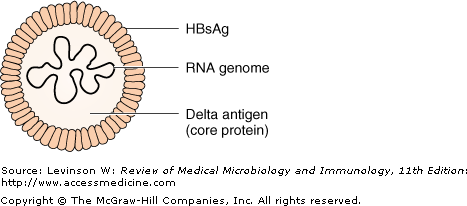 HBsAg
RNA genome
Delta antigen
(core protein)
Source: Levinson W: Review of Medical Microbiology and Immunology, 11th Edition:
http://www.accessmedicine.com
Copyright © The McGraw-Hill Companies, Inc. All rights reserved.